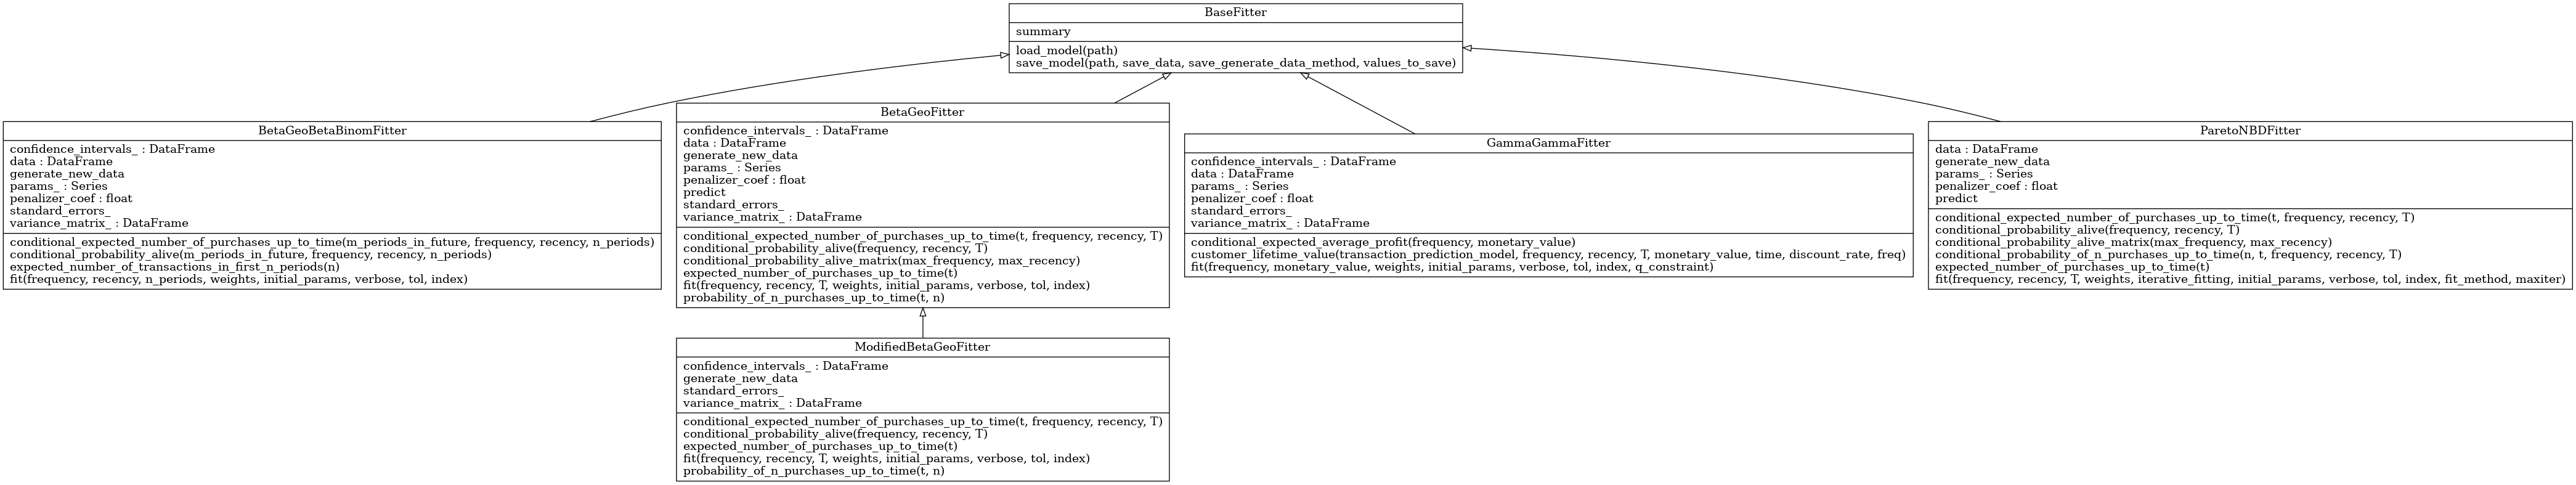 BaseFitter
summary
load_model(path)
save_model(path, save_data, save_generate_data_method, values_to_save)
BetaGeoBetaBinomFitter
confidence_intervals_ : DataFrame
data : DataFrame
generate_new_data
params_ : Series
penalizer_coef : float
standard_errors_
variance_matrix_ : DataFrame
conditional_expected_number_of_purchases_up_to_time(m_periods_in_future, frequency, recency, n_periods)
conditional_probability_alive(m_periods_in_future, frequency, recency, n_periods)
expected_number_of_transactions_in_first_n_periods(n)
fit(frequency, recency, n_periods, weights, initial_params, verbose, tol, index)
BetaGeoFitter
confidence_intervals_ : DataFrame
data : DataFrame
generate_new_data
params_ : Series
penalizer_coef : float
predict
standard_errors_
variance_matrix_ : DataFrame
conditional_expected_number_of_purchases_up_to_time(t, frequency, recency, T)
conditional_probability_alive(frequency, recency, T)
conditional_probability_alive_matrix(max_frequency, max_recency)
expected_number_of_purchases_up_to_time(t)
fit(frequency, recency, T, weights, initial_params, verbose, tol, index)
probability_of_n_purchases_up_to_time(t, n)
GammaGammaFitter
confidence_intervals_ : DataFrame
data : DataFrame
params_ : Series
penalizer_coef : float
standard_errors_
variance_matrix_ : DataFrame
conditional_expected_average_profit(frequency, monetary_value)
customer_lifetime_value(transaction_prediction_model, frequency, recency, T, monetary_value, time, discount_rate, freq)
fit(frequency, monetary_value, weights, initial_params, verbose, tol, index, q_constraint)
ParetoNBDFitter
data : DataFrame
generate_new_data
params_ : Series
penalizer_coef : float
predict
conditional_expected_number_of_purchases_up_to_time(t, frequency, recency, T)
conditional_probability_alive(frequency, recency, T)
conditional_probability_alive_matrix(max_frequency, max_recency)
conditional_probability_of_n_purchases_up_to_time(n, t, frequency, recency, T)
expected_number_of_purchases_up_to_time(t)
fit(frequency, recency, T, weights, iterative_fitting, initial_params, verbose, tol, index, fit_method, maxiter)
ModifiedBetaGeoFitter
confidence_intervals_ : DataFrame
generate_new_data
standard_errors_
variance_matrix_ : DataFrame
conditional_expected_number_of_purchases_up_to_time(t, frequency, recency, T)
conditional_probability_alive(frequency, recency, T)
expected_number_of_purchases_up_to_time(t)
fit(frequency, recency, T, weights, initial_params, verbose, tol, index)
probability_of_n_purchases_up_to_time(t, n)